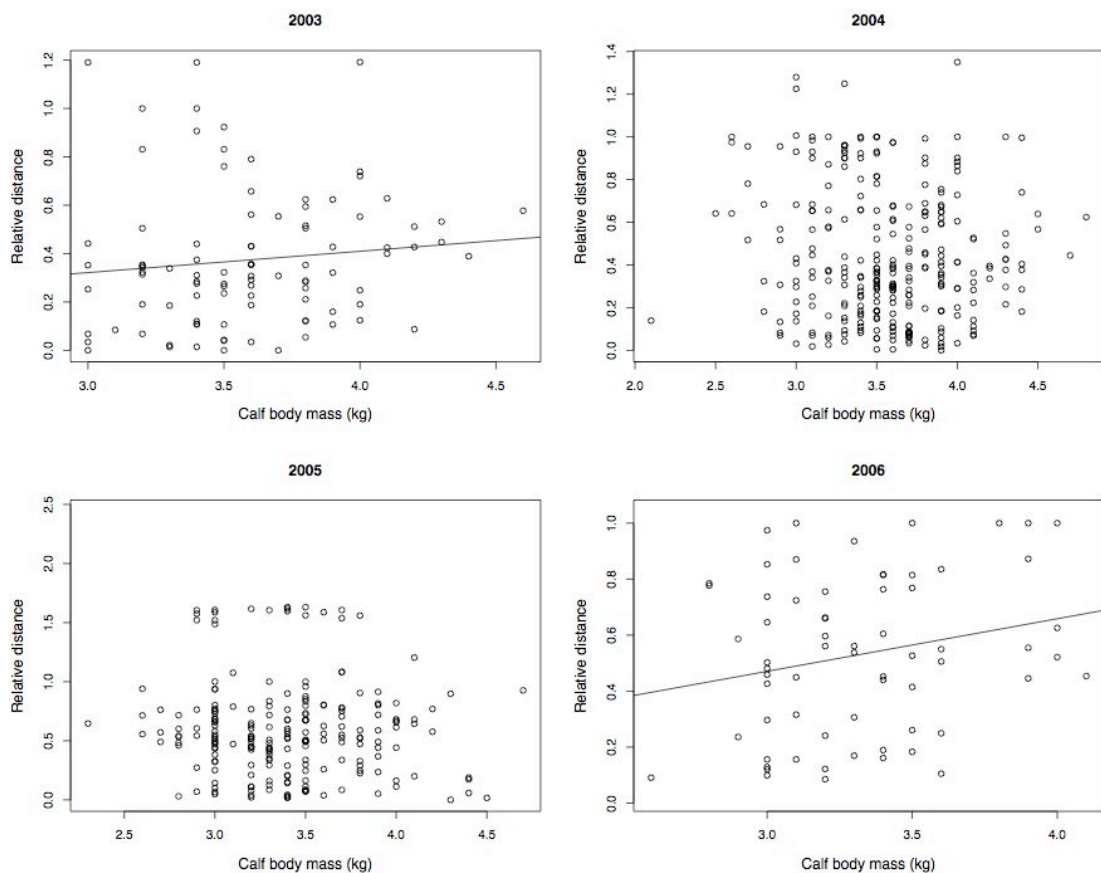 2003
1.2
1.0
0.8
0.6
0.4
0.2
0.0
Relative distance
3.0 3.5 4.0 4.5
Calf body mass (kg)
2004
1.4
1.2
1.0
0.8
0.6
0.4
0.2
0.0
Relative distance
2.0 2.5 3.0 3.5 4.0 4.5
Calf body mass (kg)
2005
2.5
2.0
1.5
1.0
0.5
0.0
Relative distance
2.5 3.0 3.5 4.0 4.5
Calf body mass (kg)
2006
1.0
0.8
0.6
0.4
0.2
0.0
Relative distance
3.0 3.5 4.0
Calf body mass (kg)